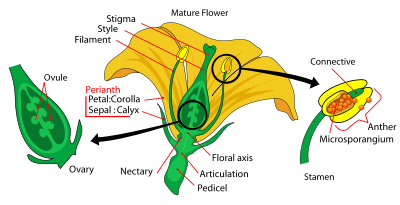 Mature Flower
Stigma
Style
Filament
Connective
Ovule
Perianth
Petal:Corolla
Sepal:Calyx
Anther
Microsporangium
Floral axis
Ovary
Nectary
Articulation
Stamen
Pedicel